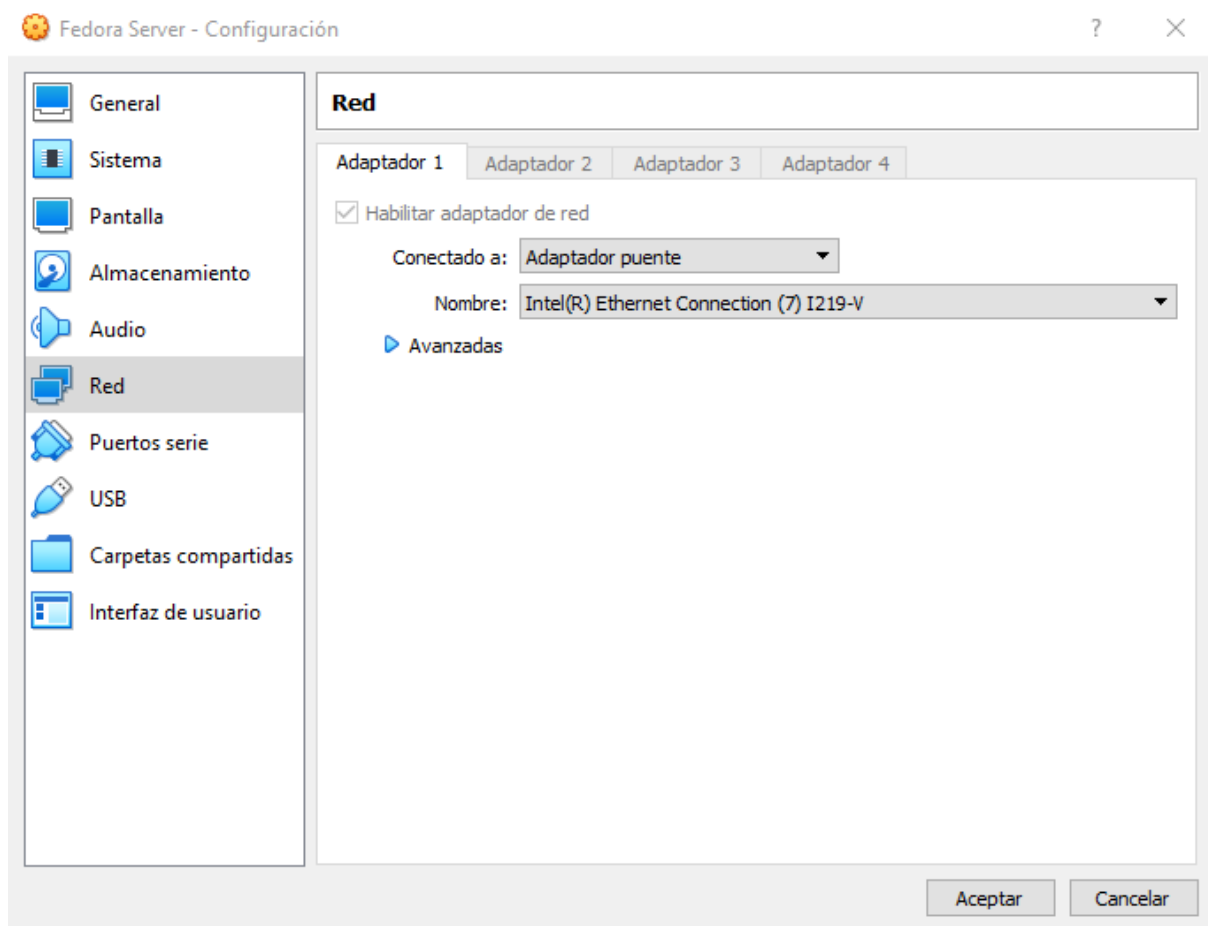 Fedora Server - Configuración
?
General
Sistema
Pantalla
Almacenamiento
Audio
Red
Puertos serie
USB
Carpetas compartidas
Interfaz de usuario
Red
Adaptador 1 Adaptador 2 Adaptador 3 Adaptador 4
Habilitar adaptador de red
Conectado a: Adaptador puente
Nombre: Intel(R) Ethernet Connection (7) I219-V
Avanzadas
Aceptar Cancelar